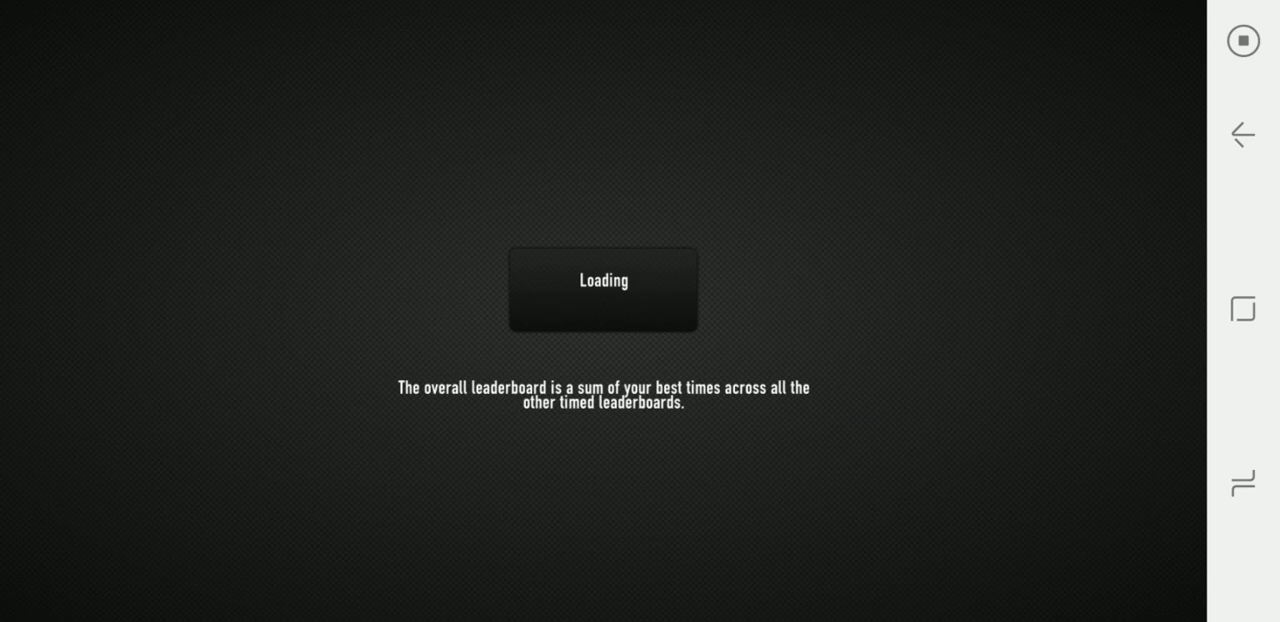 Loading
The overall leaderboard is a sum of your best times across all the
other timed leaderboards.